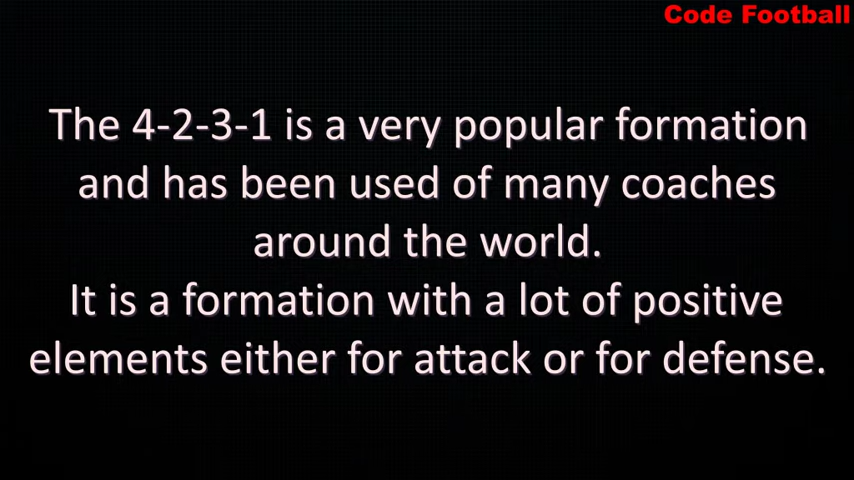 Code Football
The 4-2-3-1 is a very popular formation
and has been used of many coaches
around the world.
It is a formation with a lot of positive
elements either for attack or for defense.